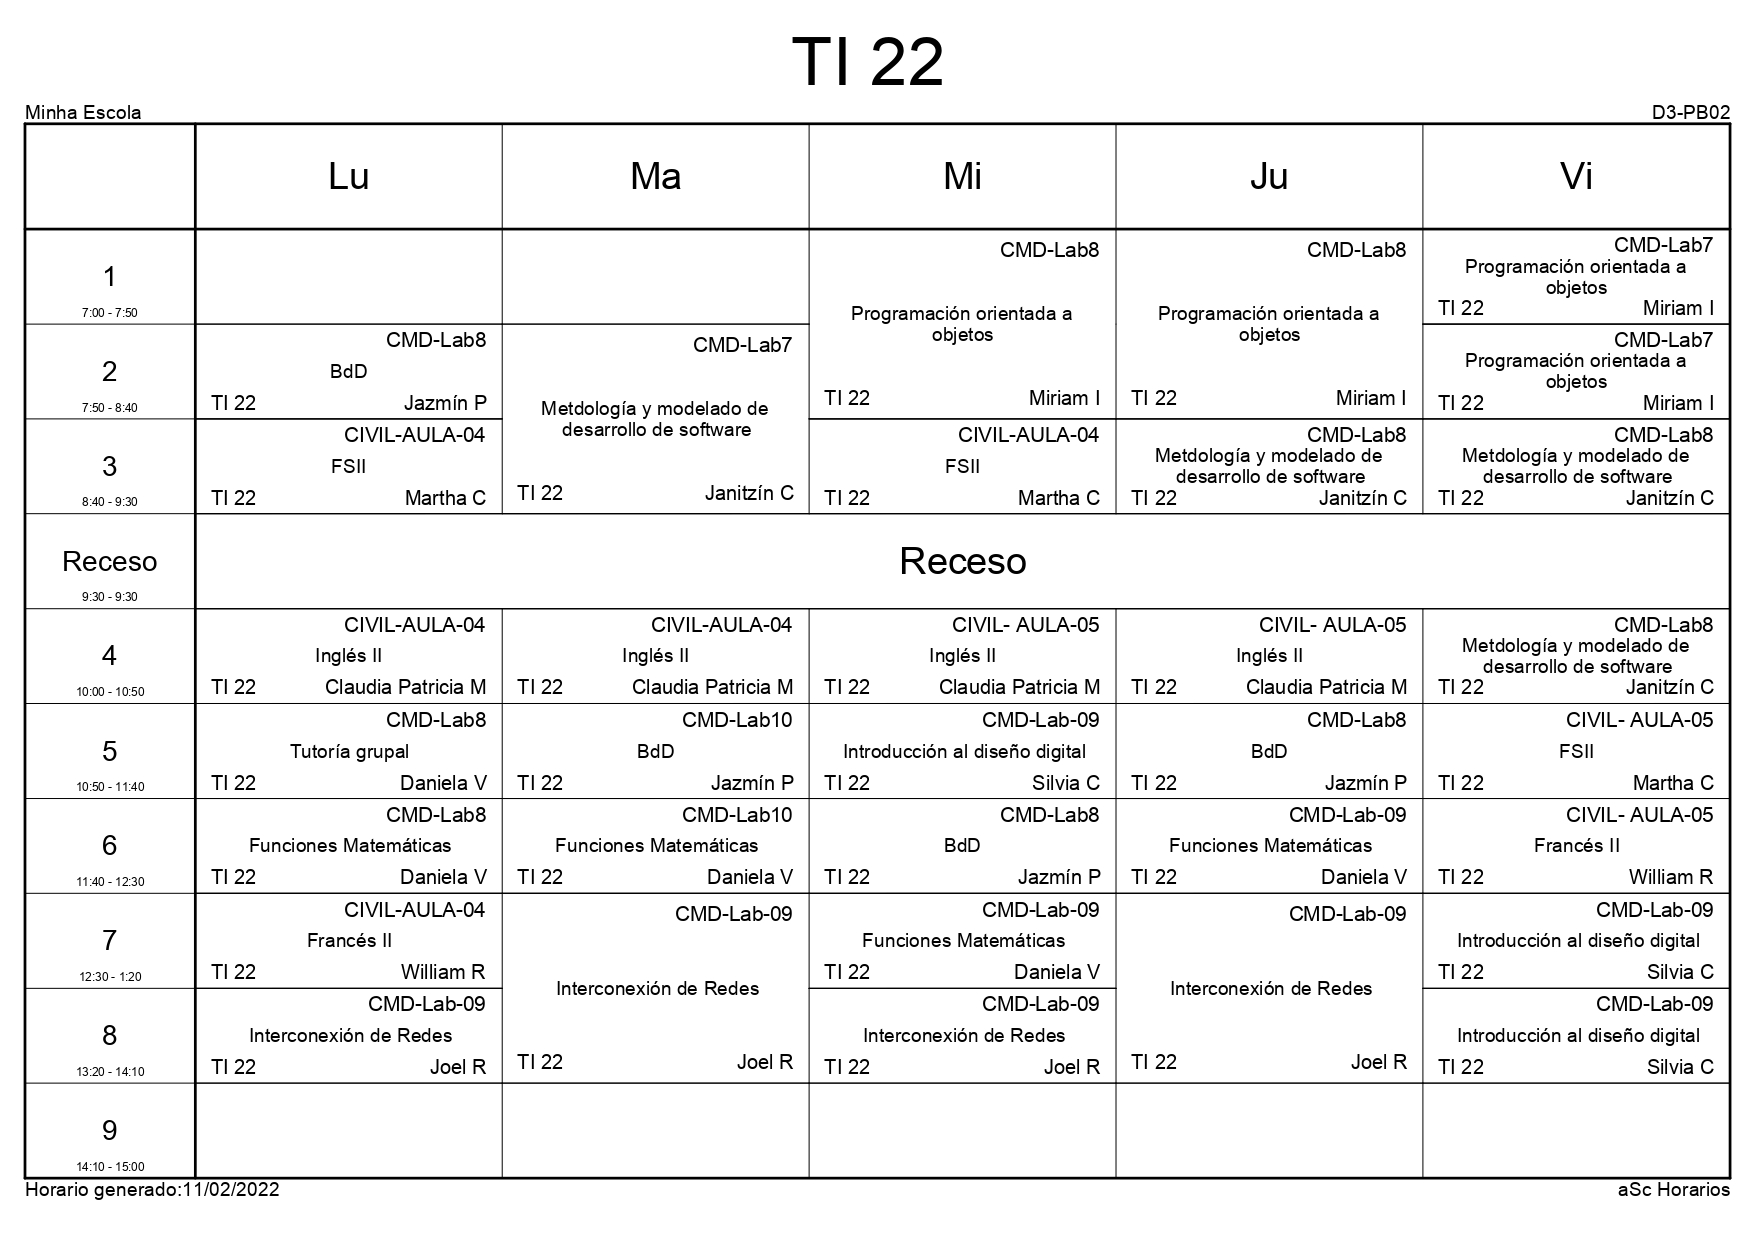 TI 22
Minha Escola
D3-PB02
Lu
Ma
Mi
Ju
Vi
1
7:00 - 7:50
CMD-Lab8
Programación orientada a
objetos
TI 22
Miriam I
CMD-Lab8
Programación orientada a
objetos
TI 22
Miriam I
CMD-Lab7
Programación orientada a
objetos
TI 22
Miriam I
2
7:50 - 8:40
CMD-Lab8
BdD
TI 22
Jazmín P
CMD-Lab7
Metdología y modelado de
desarrollo de software
TI 22
Janitzín C
CMD-Lab7
Programación orientada a
objetos
TI 22
Miriam I
3
8:40 - 9:30
CIVIL-AULA-04
FSII
TI 22
Martha C
CIVIL-AULA-04
FSII
TI 22
Martha C
CMD-Lab8
Metdología y modelado de
desarrollo de software
TI 22
Janitzín C
CMD-Lab8
Metdología y modelado de
desarrollo de software
TI 22
Janitzín C
Receso
9:30 - 9:30
Receso
4
10:00 - 10:50
CIVIL-AULA-04
Inglés II
TI 22
Claudia Patricia M
CIVIL-AULA-04
Inglés II
TI 22
Claudia Patricia M
CIVIL- AULA-05
Inglés II
TI 22
Claudia Patricia M
CIVIL- AULA-05
Inglés II
TI 22
Claudia Patricia M
CMD-Lab8
Metdología y modelado de
desarrollo de software
TI 22
Janitzín C
5
10:50 - 11:40
CMD-Lab8
Tutoría grupal
TI 22
Daniela V
CMD-Lab10
BdD
TI 22
Jazmín P
CMD-Lab-09
Introducción al diseño digital
TI 22
Silvia C
CMD-Lab8
BdD
TI 22
Jazmín P
CIVIL- AULA-05
FSII
TI 22
Martha C
6
11:40 - 12:30
CMD-Lab8
Funciones Matemáticas
TI 22
Daniela V
CMD-Lab10
Funciones Matemáticas
TI 22
Daniela V
CMD-Lab8
BdD
TI 22
Jazmín P
CMD-Lab-09
Funciones Matemáticas
TI 22
Daniela V
CIVIL- AULA-05
Francés II
TI 22
William R
7
12:30 - 1:20
CIVIL-AULA-04
Francés II
TI 22
William R
CMD-Lab-09
Interconexión de Redes
TI 22
Joel R
CMD-Lab-09
Funciones Matemáticas
TI 22
Daniela V
CMD-Lab-09
Interconexión de Redes
TI 22
Joel R
CMD-Lab-09
Introducción al diseño digital
TI 22
Silvia C
8
13:20 - 14:10
CMD-Lab-09
Interconexión de Redes
TI 22
Joel R
CMD-Lab-09
Interconexión de Redes
TI 22
Joel R
CMD-Lab-09
Introducción al diseño digital
TI 22
Silvia C
9
14:10 - 15:00
Horario generado:11/02/2022
aSc Horarios